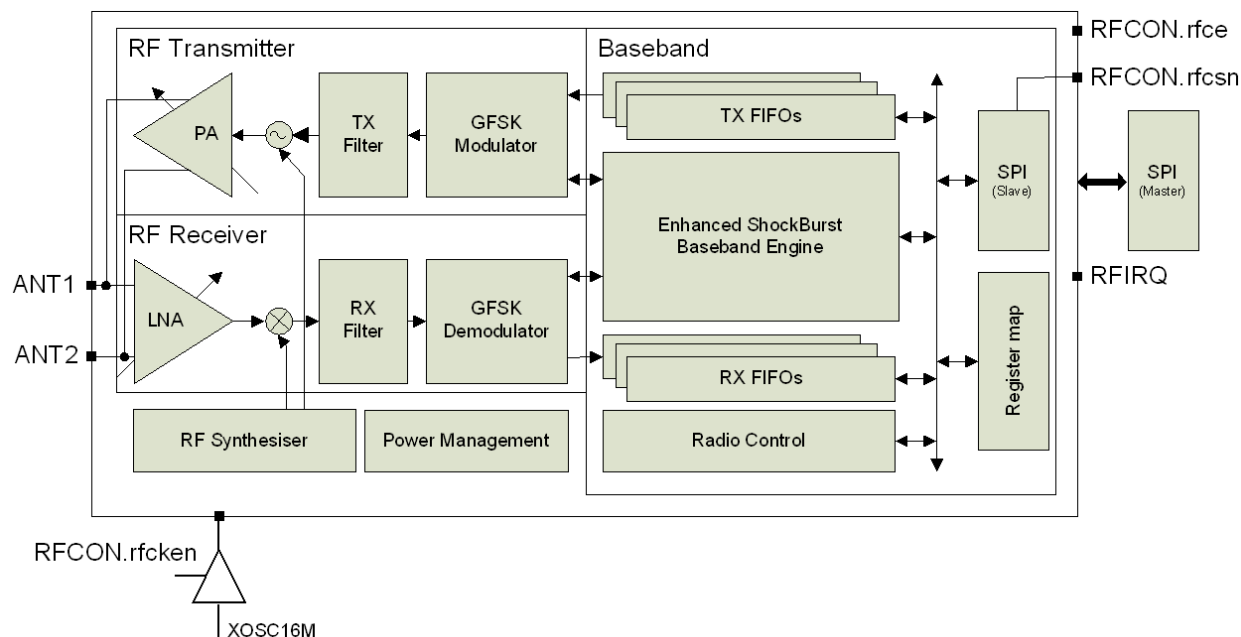 RF Transmitter
Baseband
RFCON.rfce
RFCON.rfcsn
PA
TX
Filter
GFSK
Modulator
TX FIFOs
SPI
(Slave)
SPI
(Master)
Enhanced ShockBurst
Baseband Engine
RF Receiver
ANT1
ANT2
LNA
RX
Filter
GFSK
Demodulator
RX FIFOs
Register map
RFIRQ
RF Synthesiser
Power Management
Radio Control
RFCON.rfcken
XOSC16M